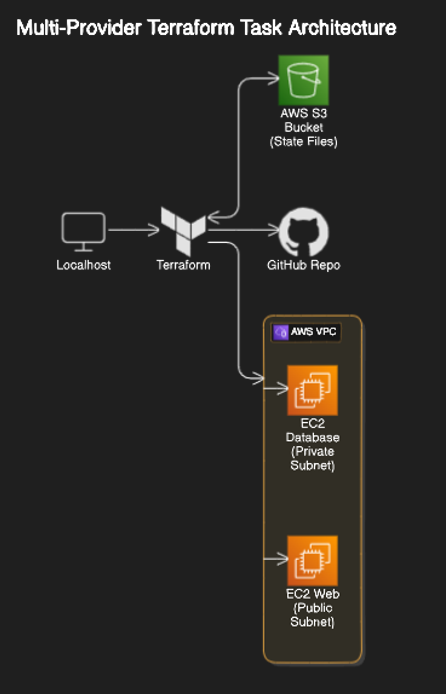 Multi-Provider Terraform Task Architecture
AWS S3
Bucket
(State Files)
Localhost
Terraform
GitHub Repo
AWS VPC
EC2
Database
(Private
Subnet)
EC2 Web
(Public
Subnet)